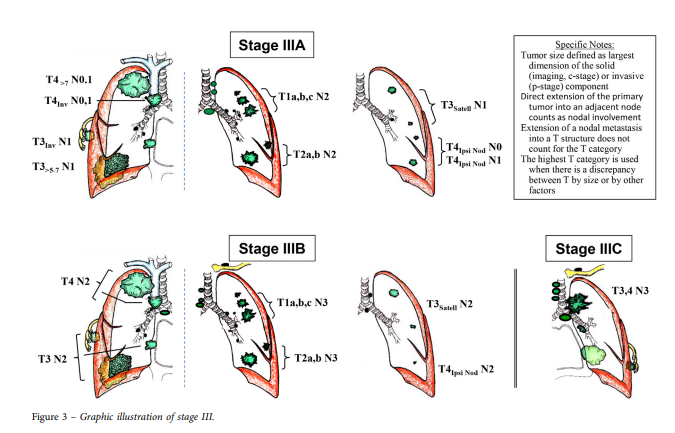 Stage IIIA
T4 >7 N0,1
T4Inv N0,1
T3Inv N1
T3>5-7 N1
T1a,b,c N2
T2a,b N2
T3Satell N1
T4Ipsi Nod N0
T4Ipsi Nod N1
Specific Notes:
Tumor size defined as largest
dimension of the solid
(imaging, c-stage) or invasive
(p-stage) component
Direct extension of the primary
tumor into an adjacent node
counts as nodal involvement
Extension of a nodal metastasis
into a T structure does not
count for the T category
The highest T category is used
when there is a discrepancy
between T by size or by other
factors
Stage IIIB
T4 N2
T3 N2
T1a,b,c N3
T2a,b N3
T3Satell N2
T4Ipsi Nod N2
Stage IIIC
T3,4 N3
Figure 3 – Graphic illustration of stage III.